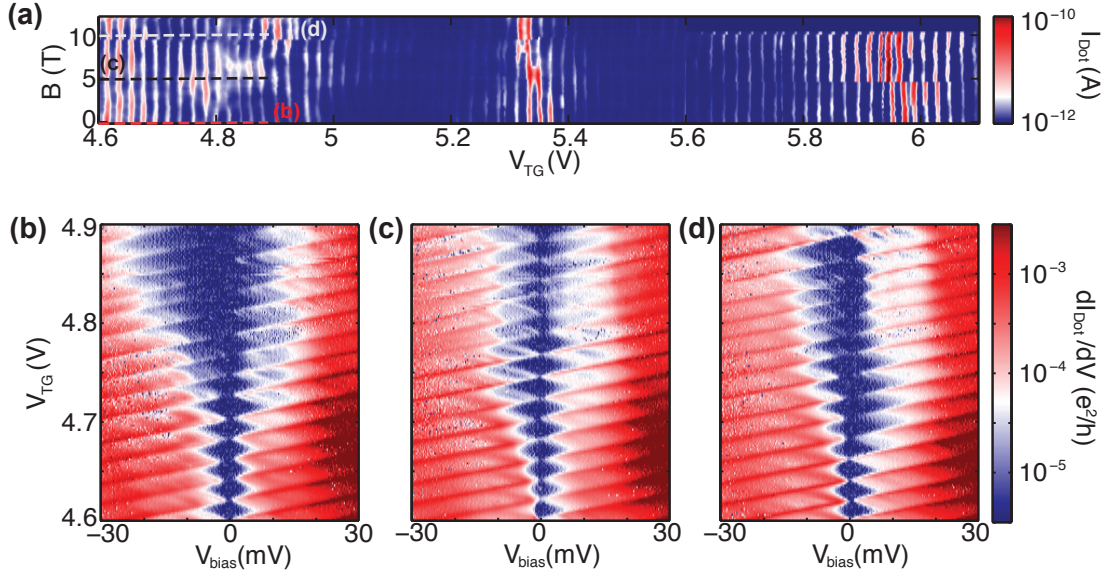 (a)
B (T)
10
5
0
(d)
(c)
(b)
4.6
4.8
5
5.2
5.4
5.6
5.8
6
V_TG (V)
10⁻¹⁰
10⁻¹²
I_Dot (A)
(b)
(c)
(d)
V_TG (V)
4.9
4.8
4.7
4.6
−30
0
30
−30
0
30
−30
0
30
V_bias (mV)
V_bias (mV)
V_bias (mV)
10⁻³
10⁻⁴
10⁻⁵
dI_Dot/dV (e²/h)